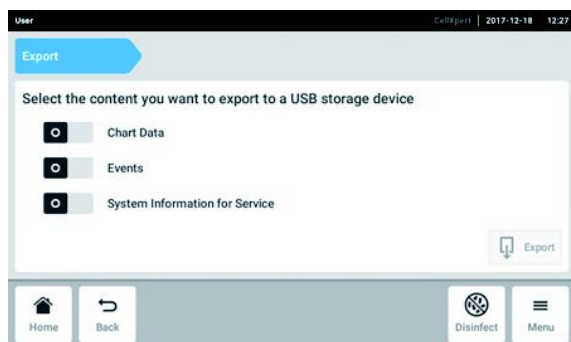 User CellXpert | 2017-12-18 12:27
Export
Select the content you want to export to a USB storage device
Chart Data
Events
System Information for Service
Export
Home Back Disinfect Menu